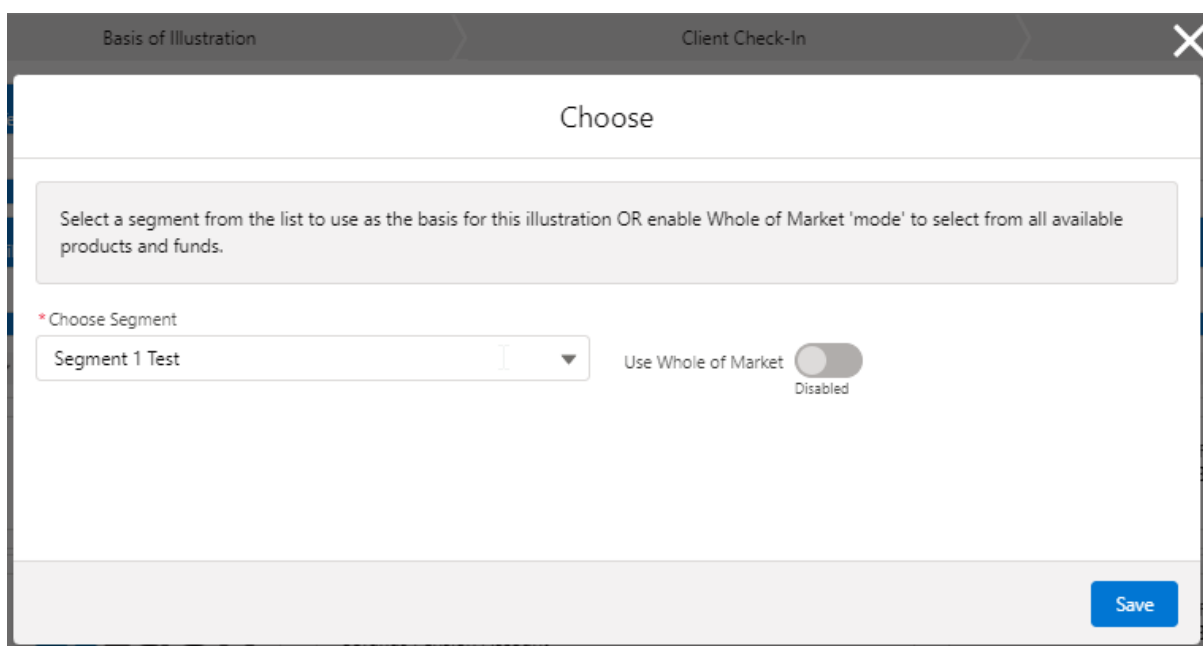 Basis of Illustration
Client Check-In
Choose
Select a segment from the list to use as the basis for this illustration OR enable Whole of Market 'mode' to select from all available
products and funds.
*Choose Segment
Segment 1 Test
Use Whole of Market
Disabled
Save